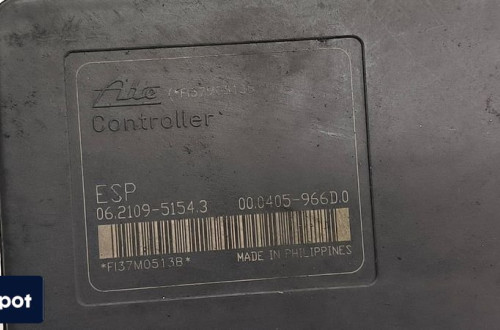 Ate
Controller
ESP
06.2109-5154.3 00.0405-966D.0
*FI37M0513B* MADE IN PHILIPPINES
pot